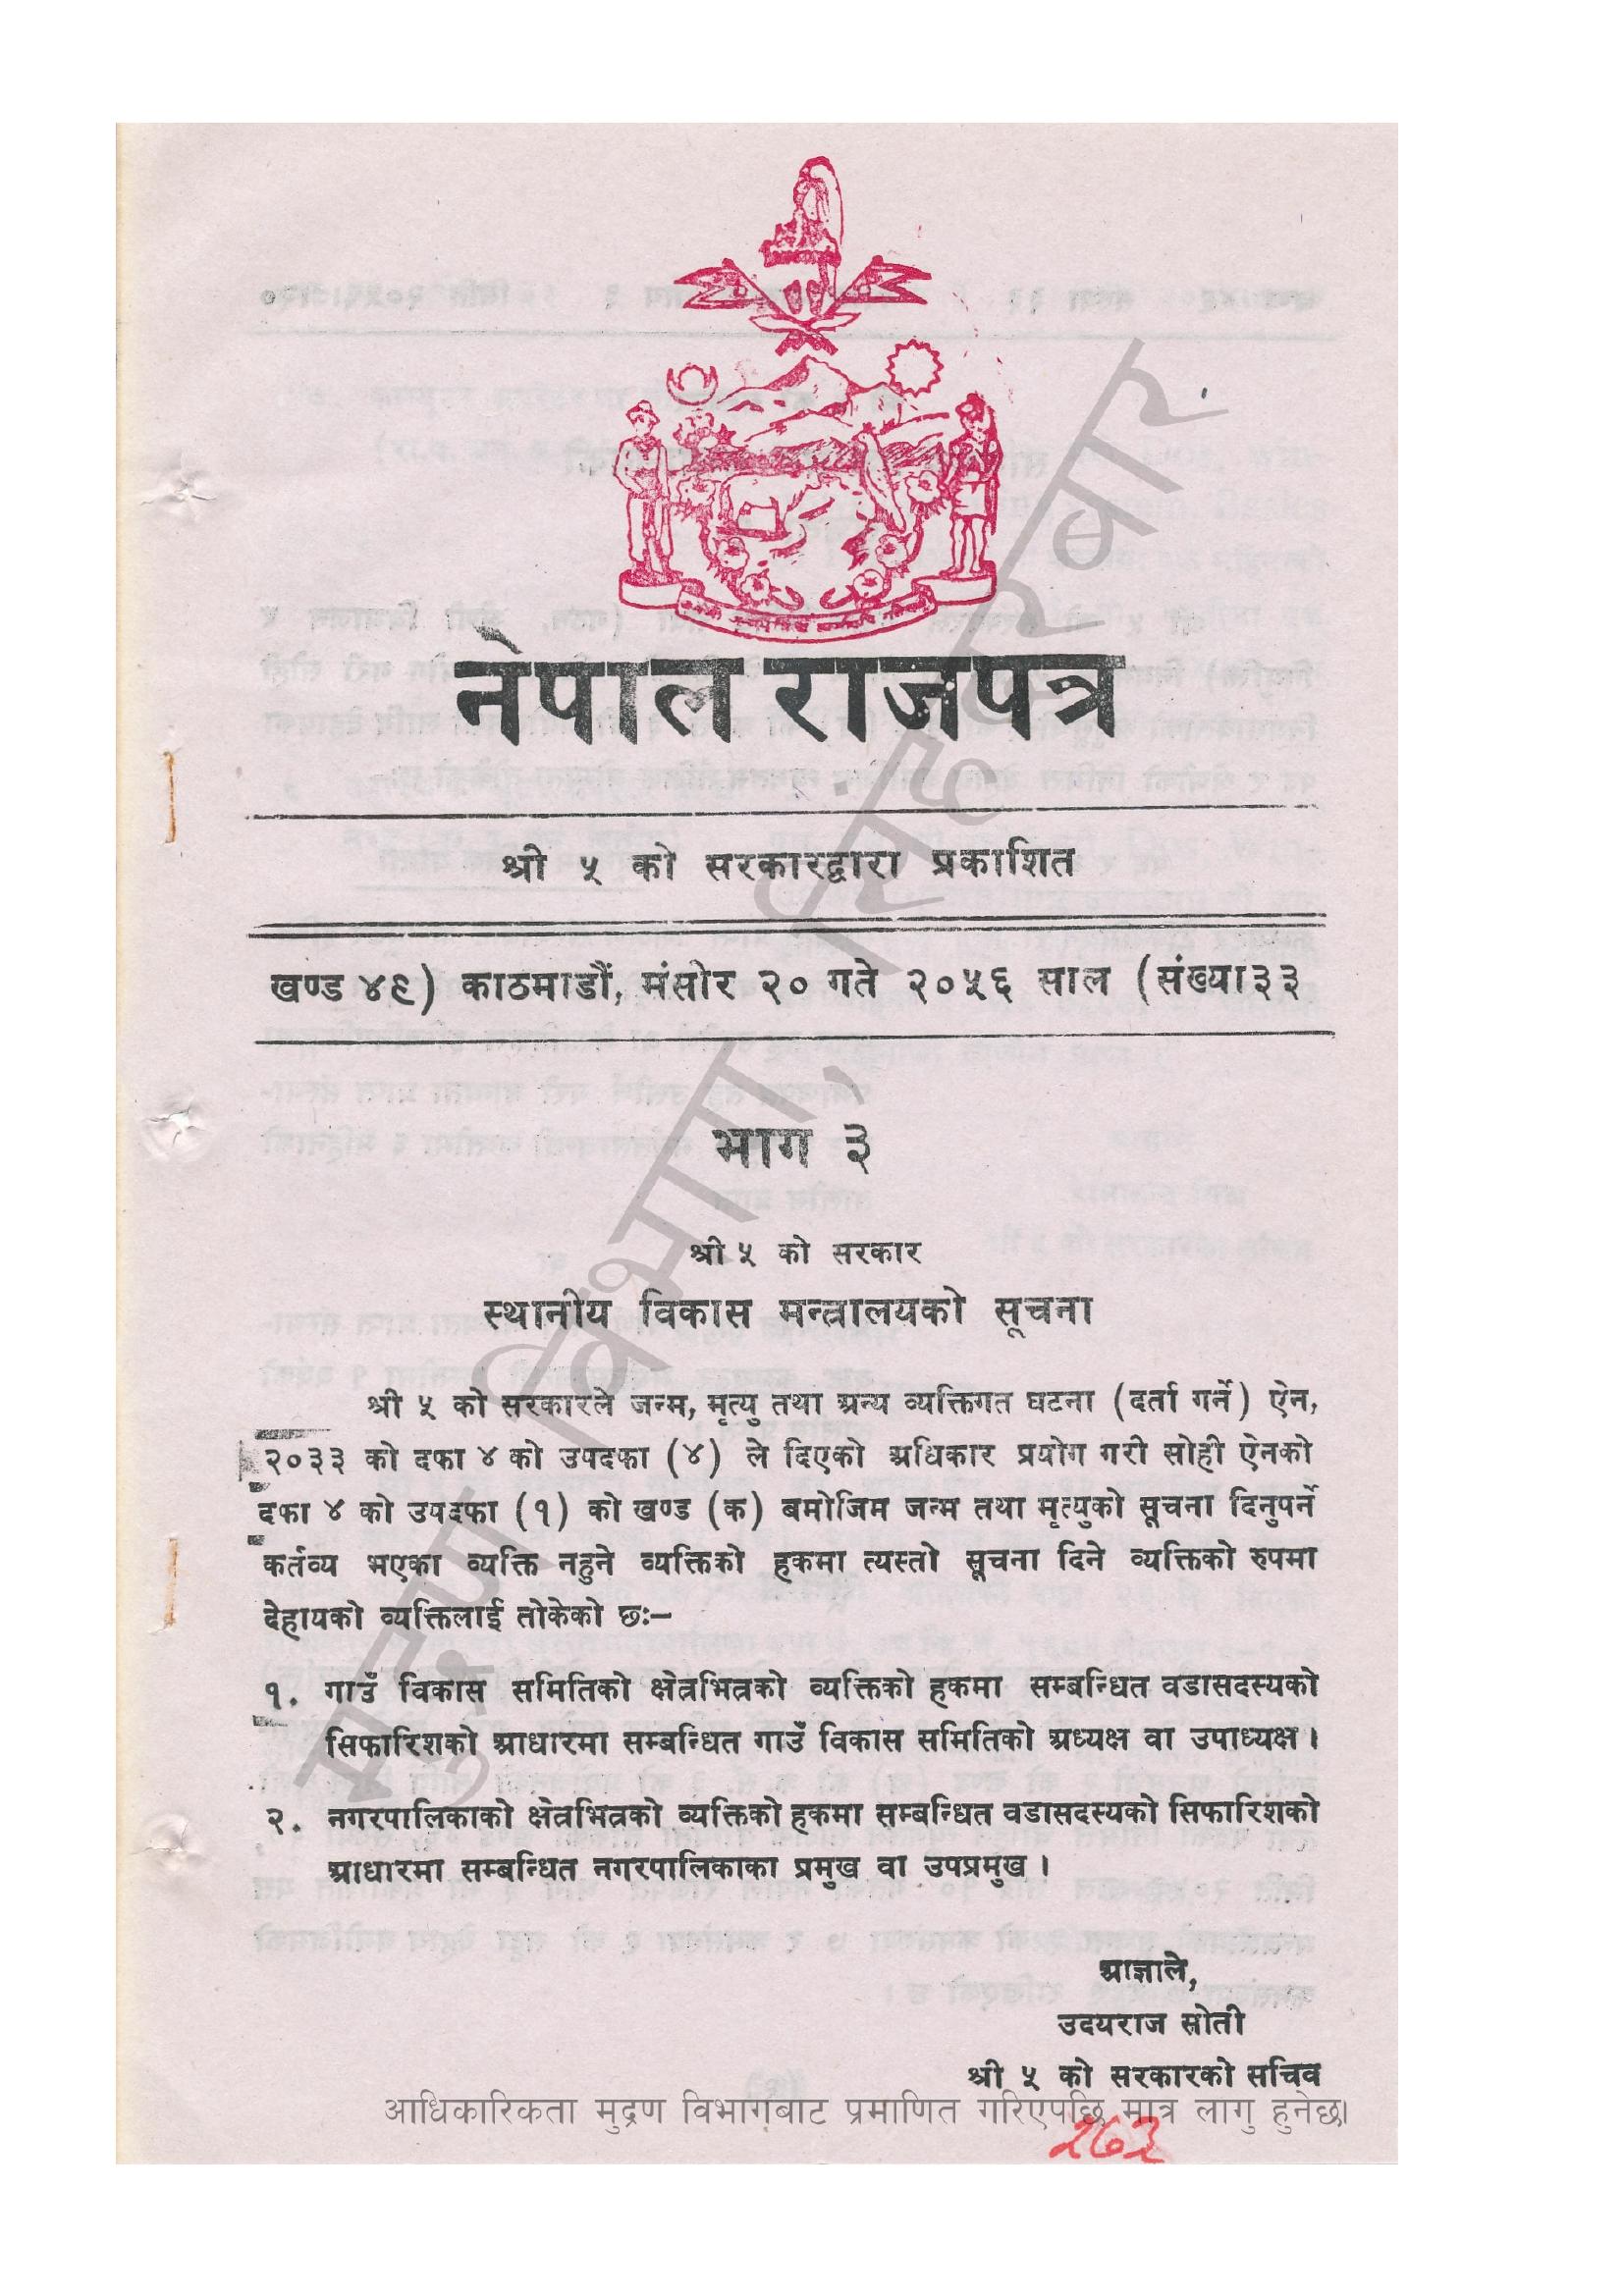 नेपाल राजपत्र
श्री ५ को सरकारद्वारा प्रकाशित
खण्ड ४९) काठमाडौं, मंसीर २० गते २०५६ साल (संख्या ३३
भाग ३
श्री ५ को सरकार
स्थानीय विकास मन्त्रालयको सूचना
श्री ५ को सरकारले जन्म, मृत्यु तथा अन्य व्यक्तिगत घटना (दर्ता गर्ने) ऐन,
२०३३ को दफा ४ को उपदफा (४) ले दिएको अधिकार प्रयोग गरी सोही ऐनको
दफा ४ को उपदफा (१) को खण्ड (क) बमोजिम जन्म तथा मृत्युको सूचना दिनुपर्ने
कर्तव्य भएका व्यक्ति नहुने व्यक्तिको हकमा त्यस्तो सूचना दिने व्यक्तिको रुपमा
देहायको व्यक्तिलाई तोकेको छः–
१. गाउँ विकास समितिको क्षेत्रभित्रको व्यक्तिको हकमा सम्बन्धित वडासदस्यको
सिफारिशको आधारमा सम्बन्धित गाउँ विकास समितिको अध्यक्ष वा उपाध्यक्ष ।
२. नगरपालिकाको क्षेत्रभित्रको व्यक्तिको हकमा सम्बन्धित वडासदस्यको सिफारिशको
आधारमा सम्बन्धित नगरपालिकाका प्रमुख वा उपप्रमुख ।
आज्ञाले,
उदयराज सोती
श्री ५ को सरकारको सचिव
आधिकारिकता मुद्रण विभागबाट प्रमाणित गरिएपछि मात्र लागु हुनेछ।
263
मुद्रण विभाग, सिंहदरबार